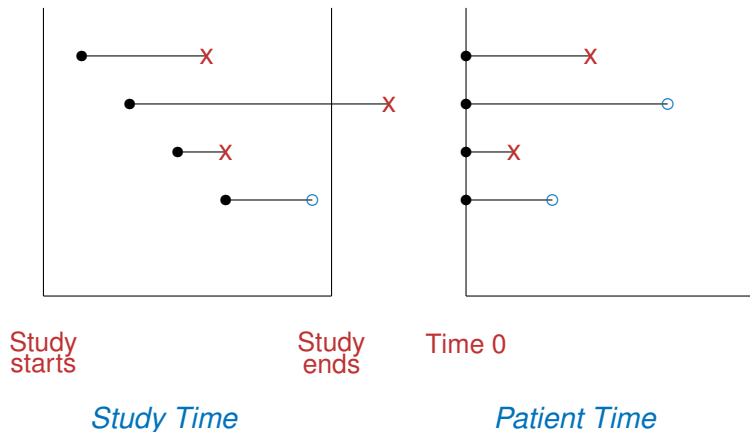 X
X
X
X
X
Study
starts
Study
ends
Time 0
Study Time
Patient Time